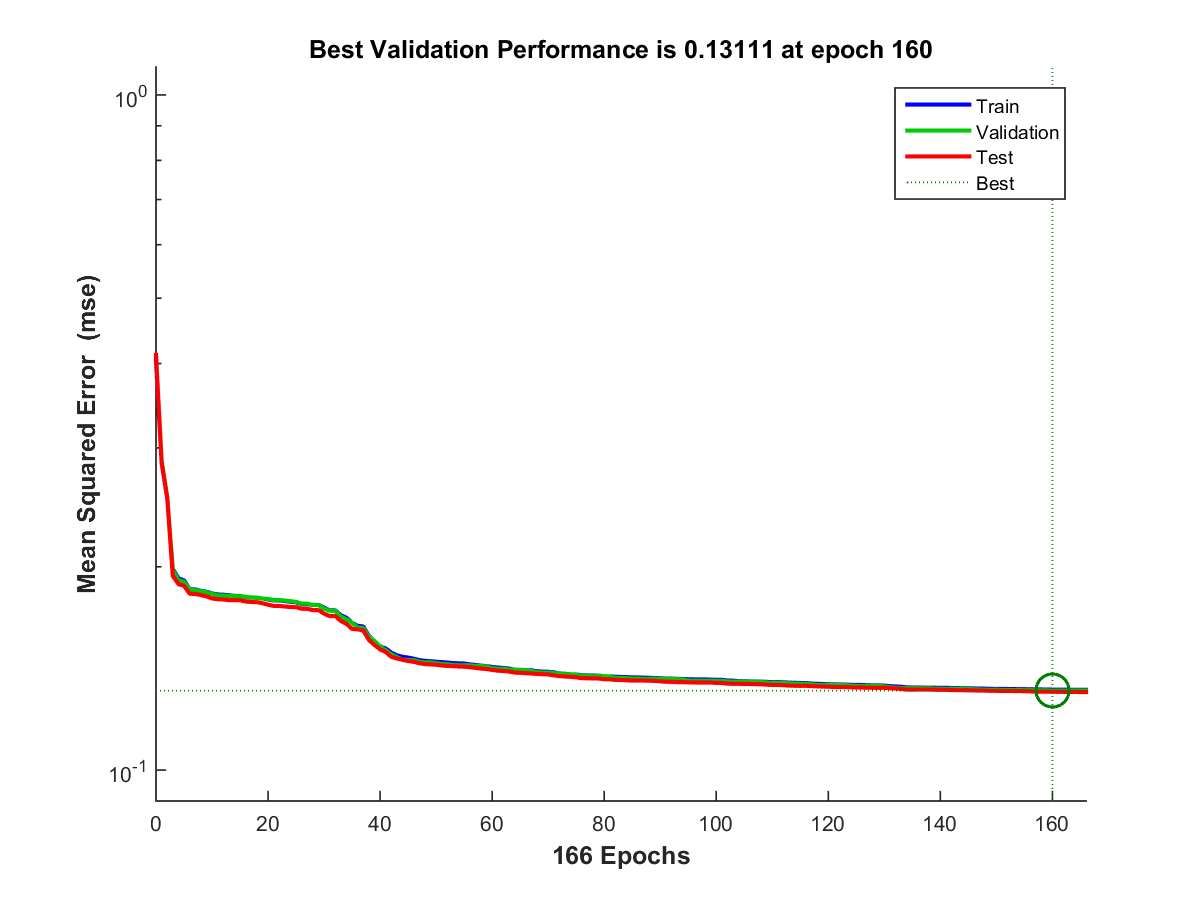 Best Validation Performance is 0.13111 at epoch 160
10^0
Train
Validation
Test
Best
Mean Squared Error (mse)
10^-1
0 20 40 60 80 100 120 140 160
166 Epochs